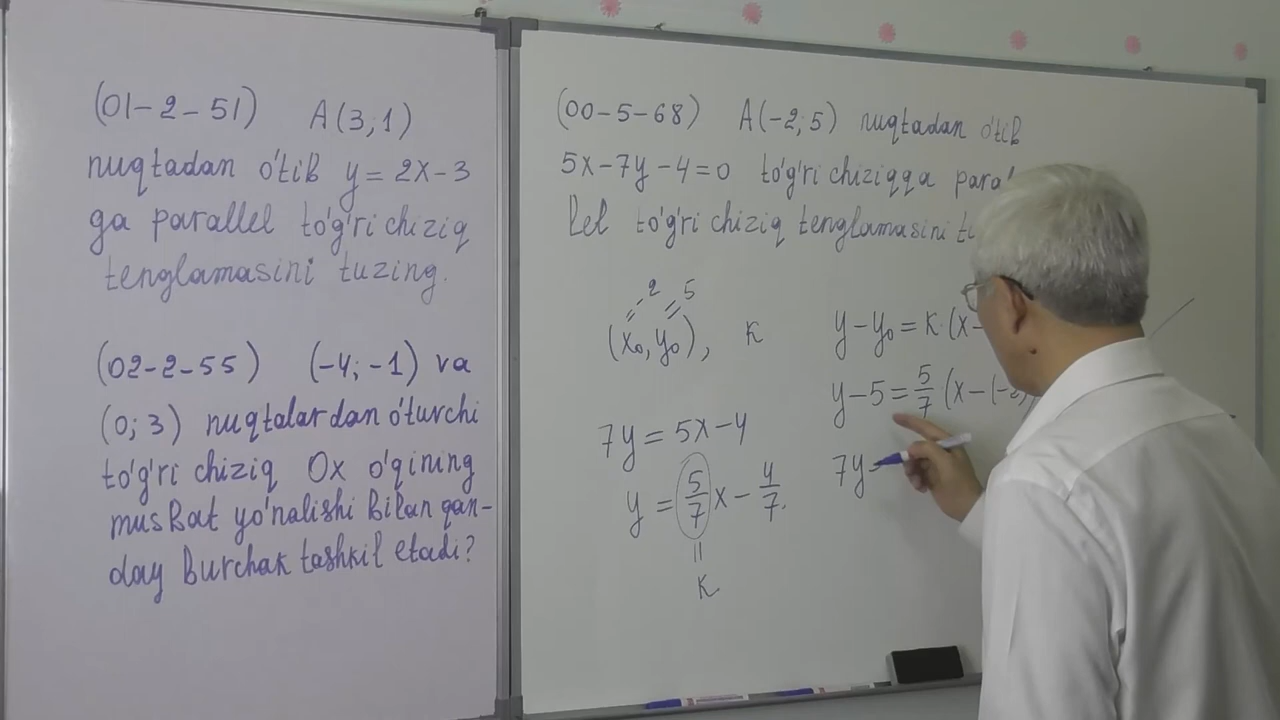 (01-2-51) A(3,1)
nuqtadan o'tib y = 2x-3
ga parallel to'g'ri chiziq
tenglamasini tuzing.
(02-2-55) (-4; -1) va
(0; 3) nuqtalardan o'tuvchi
to'g'ri chiziq Ox o'qining
musbat yo'nalishi bilan qan-
day burchak tashkil etadi?
(00-5-68) A(-2; 5) nuqtadan o'tib
5x-7y-4=0 to'g'ri chiziqqa paral
lel to'g'ri chiziq tenglamasini
-2 5
(x₀, y₀), k
7y = 5x-4
y = 5/7 x - 4/7.
=
k
y-y₀ = k·(x-
y-5 = 5/7 (x-(-2)
7y-